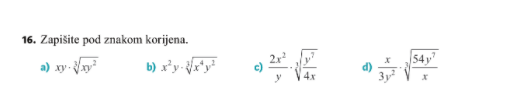 16. Zapišite pod znakom korijena.
a) xy · ∛(xy²) b) x²y · ∛(x⁴y²) c) 2x²/y · ∛(y⁷/4x) d) x/3y² · ∛(54y⁷/x)